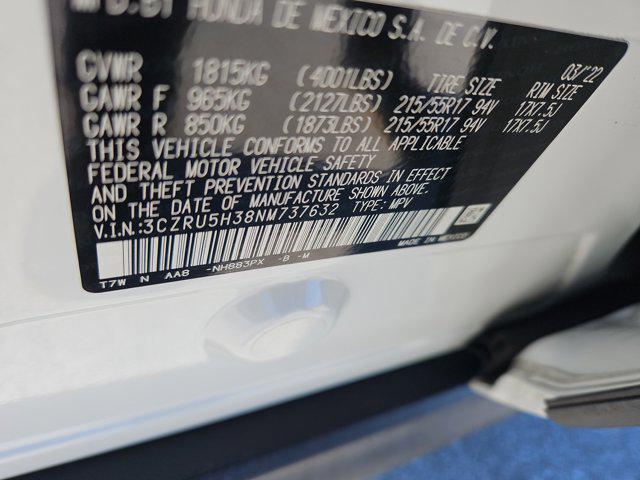 MFD.BY HONDA DE MEXICO S.A. DE C.V.
03/'22
GVWR 1815KG (4001LBS) TIRE SIZE RIM SIZE
GAWR F 965KG (2127LBS) 215/55R17 94V 17X7.5J
GAWR R 850KG (1873LBS) 215/55R17 94V 17X7.5J
THIS VEHICLE CONFORMS TO ALL APPLICABLE
FEDERAL MOTOR VEHICLE SAFETY
AND THEFT PREVENTION STANDARDS IN EFFECT
ON THE DATE OF MANUFACTURE SHOWN ABOVE.
V.I.N:3CZRU5H38NM737632 TYPE: MPV
MADE IN MEXICO
T7W N AA8 -NH883PX -B -M